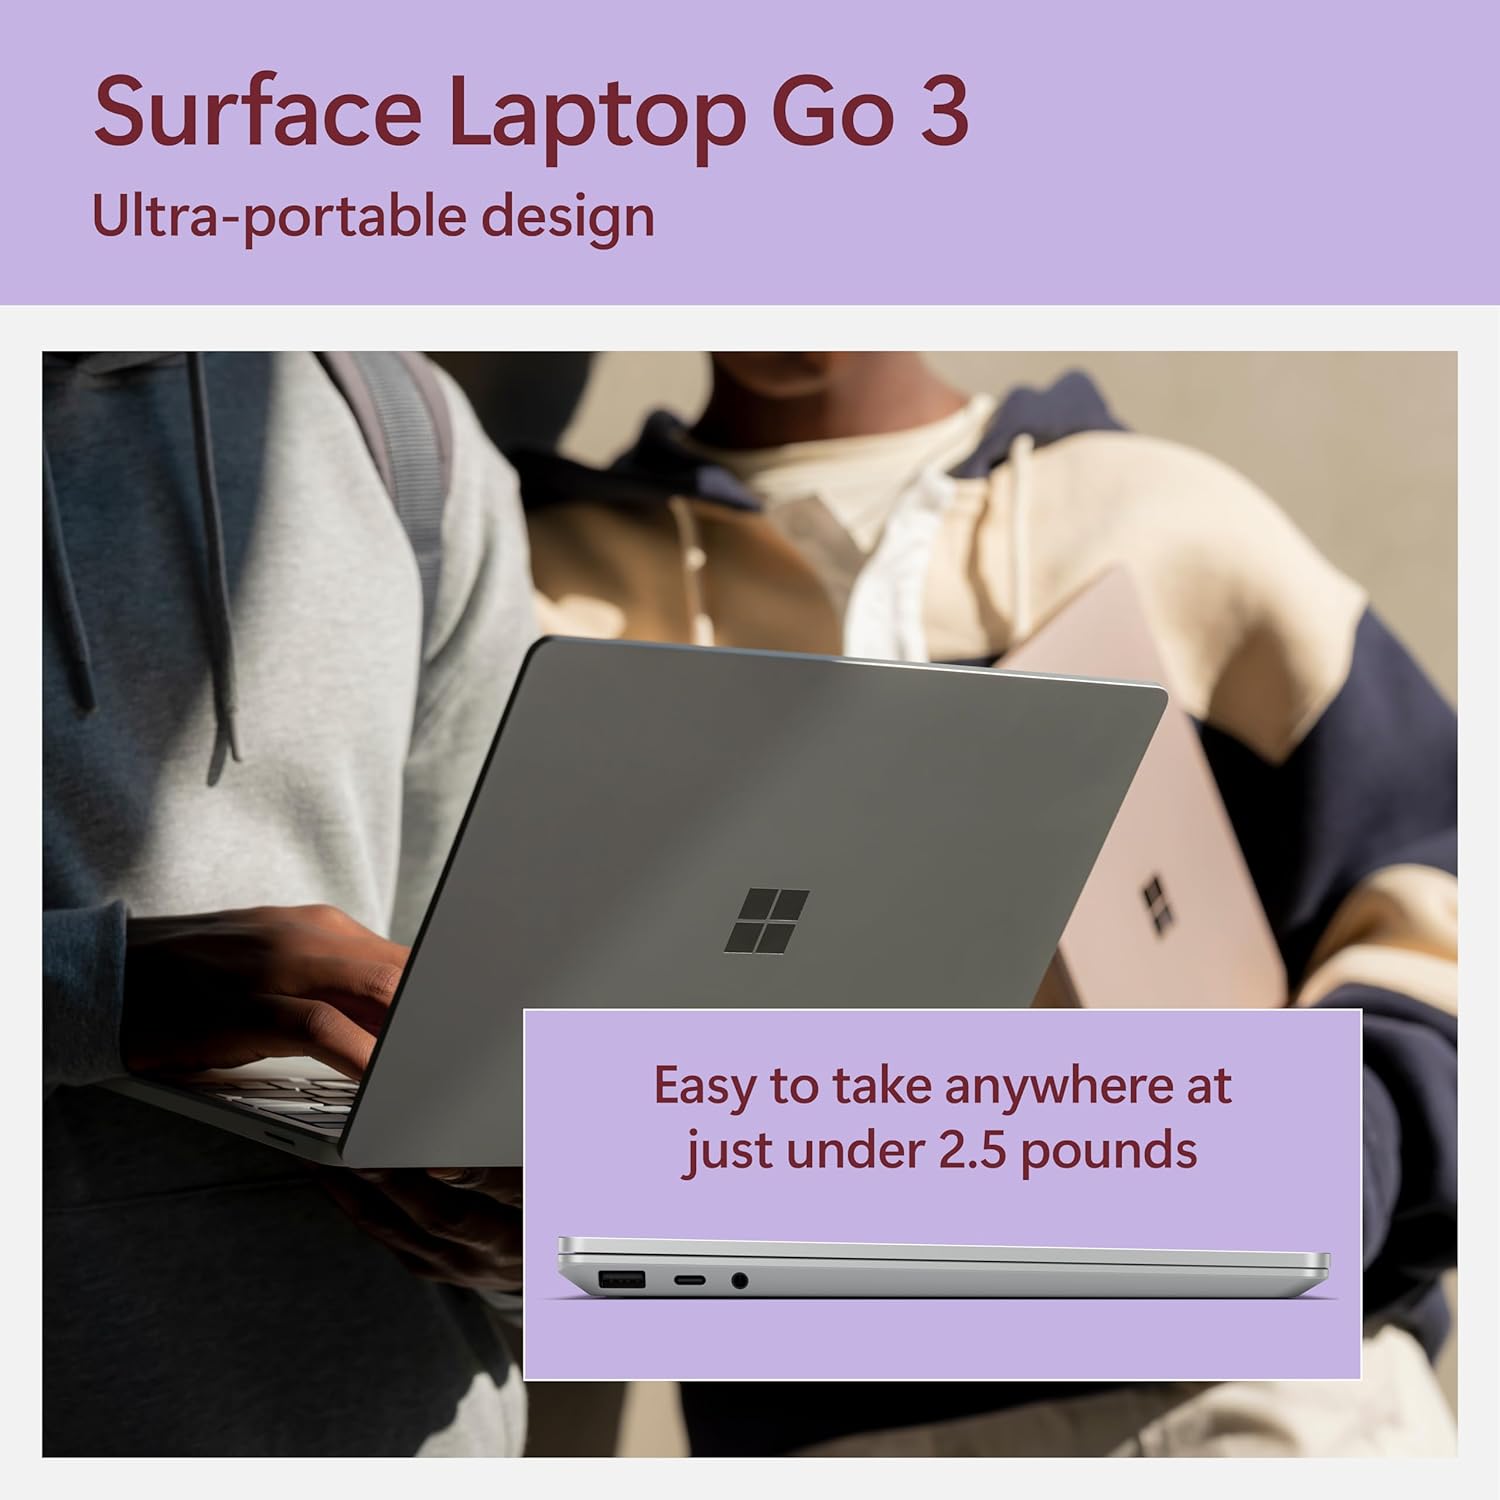 Surface Laptop Go 3
Ultra-portable design
Easy to take anywhere at
just under 2.5 pounds